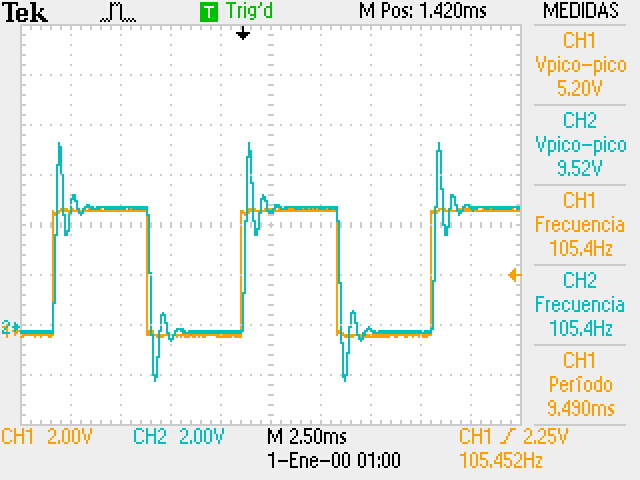 Tek T Trig'd M Pos: 1.420ms MEDIDAS
CH1
Vpico-pico
5.20V
CH2
Vpico-pico
9.52V
CH1
Frecuencia
105.4Hz
CH2
Frecuencia
105.4Hz
CH1
Período
9.490ms
2
CH1 2.00V CH2 2.00V M 2.50ms CH1 2.25V
1-Ene-00 01:00 105.452Hz